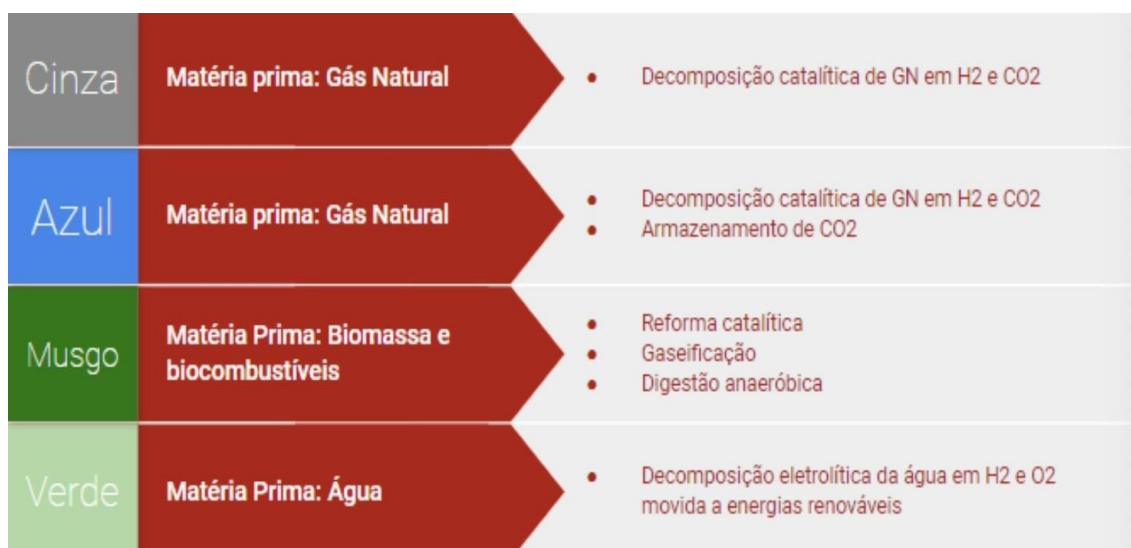 Cinza
Matéria prima: Gás Natural
● Decomposição catalítica de GN em H2 e CO2
Azul
Matéria prima: Gás Natural
● Decomposição catalítica de GN em H2 e CO2
● Armazenamento de CO2
Musgo
Matéria Prima: Biomassa e
biocombustíveis
● Reforma catalítica
● Gaseificação
● Digestão anaeróbica
Verde
Matéria Prima: Água
● Decomposição eletrolítica da água em H2 e O2
movida a energias renováveis